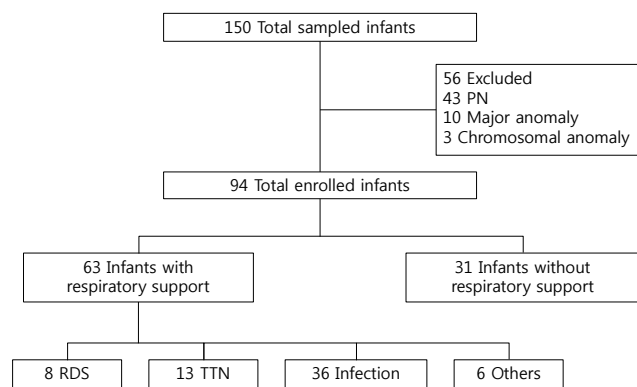 150 Total sampled infants
56 Excluded
43 PN
10 Major anomaly
3 Chromosomal anomaly
94 Total enrolled infants
63 Infants with
respiratory support
31 Infants without
respiratory support
8 RDS
13 TTN
36 Infection
6 Others